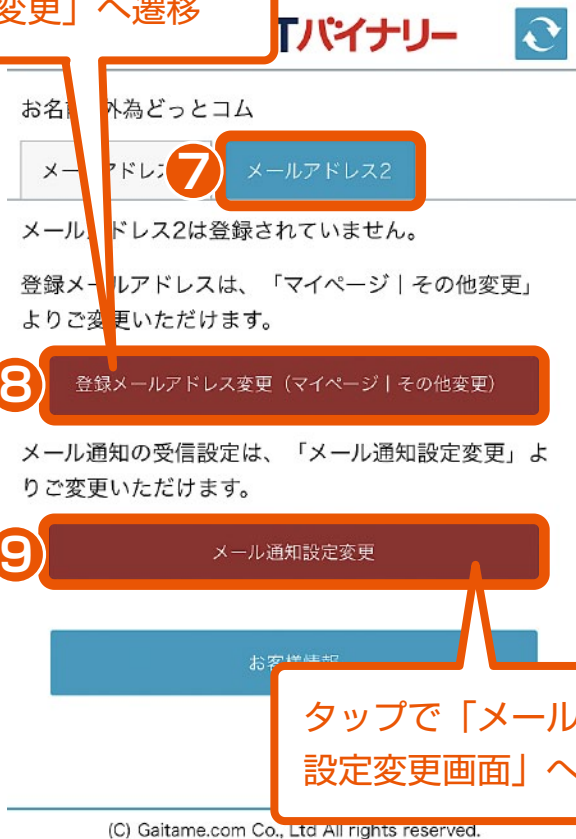 変更」へ遷移
バイナリー
お名前 外為どっとコム
7
メールアドレス2
メールアドレス2は登録されていません。
登録メールアドレスは、「マイページ | その他変更」
よりご変更いただけます。
8
登録メールアドレス変更（マイページ | その他変更）
メール通知の受信設定は、「メール通知設定変更」よ
りご変更いただけます。
9
メール通知設定変更
お客様情報
タップで「メール
設定変更画面」へ
(C) Gaitame.com Co., Ltd All rights reserved.